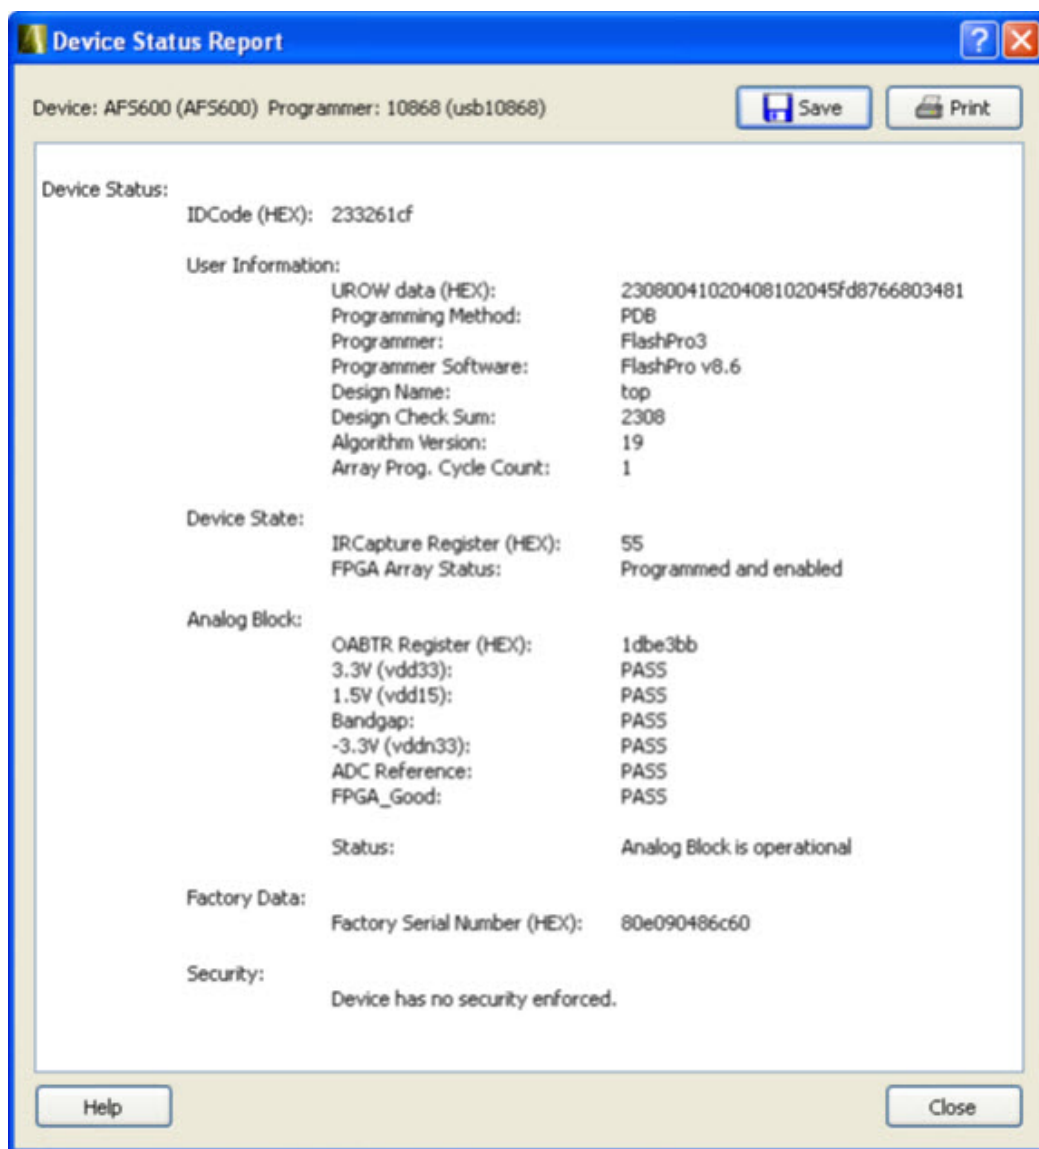 Device Status Report
Device: AFS600 (AFS600) Programmer: 10868 (usb10868)
Save
Print
Device Status:
IDCode (HEX): 233261cf
User Information:
UROW data (HEX): 23080041020408102045fd8766803481
Programming Method: PDB
Programmer: FlashPro3
Programmer Software: FlashPro v8.6
Design Name: top
Design Check Sum: 2308
Algorithm Version: 19
Array Prog. Cycle Count: 1
Device State:
IRCapture Register (HEX): 55
FPGA Array Status: Programmed and enabled
Analog Block:
OABTR Register (HEX): 1dbe3bb
3.3V (vdd33): PASS
1.5V (vdd15): PASS
Bandgap: PASS
-3.3V (vddn33): PASS
ADC Reference: PASS
FPGA_Good: PASS
Status: Analog Block is operational
Factory Data:
Factory Serial Number (HEX): 80e090486c60
Security:
Device has no security enforced.
Help
Close